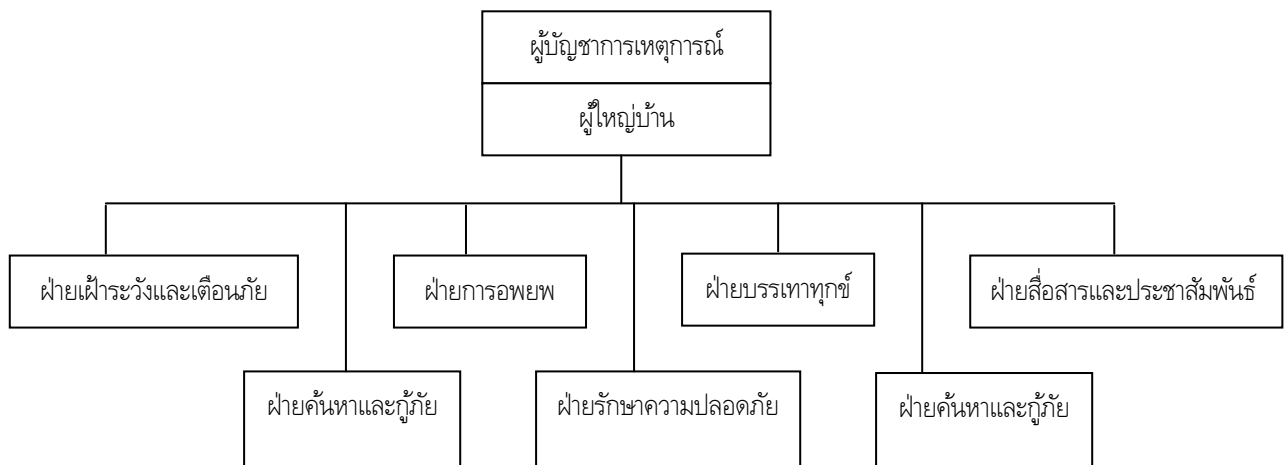 ผู้บัญชาการเหตุการณ์
ผู้ใหญ่บ้าน
ฝ่ายเฝ้าระวังและเตือนภัย
ฝ่ายการอพยพ
ฝ่ายบรรเทาทุกข์
ฝ่ายสื่อสารและประชาสัมพันธ์
ฝ่ายค้นหาและกู้ภัย
ฝ่ายรักษาความปลอดภัย
ฝ่ายค้นหาและกู้ภัย